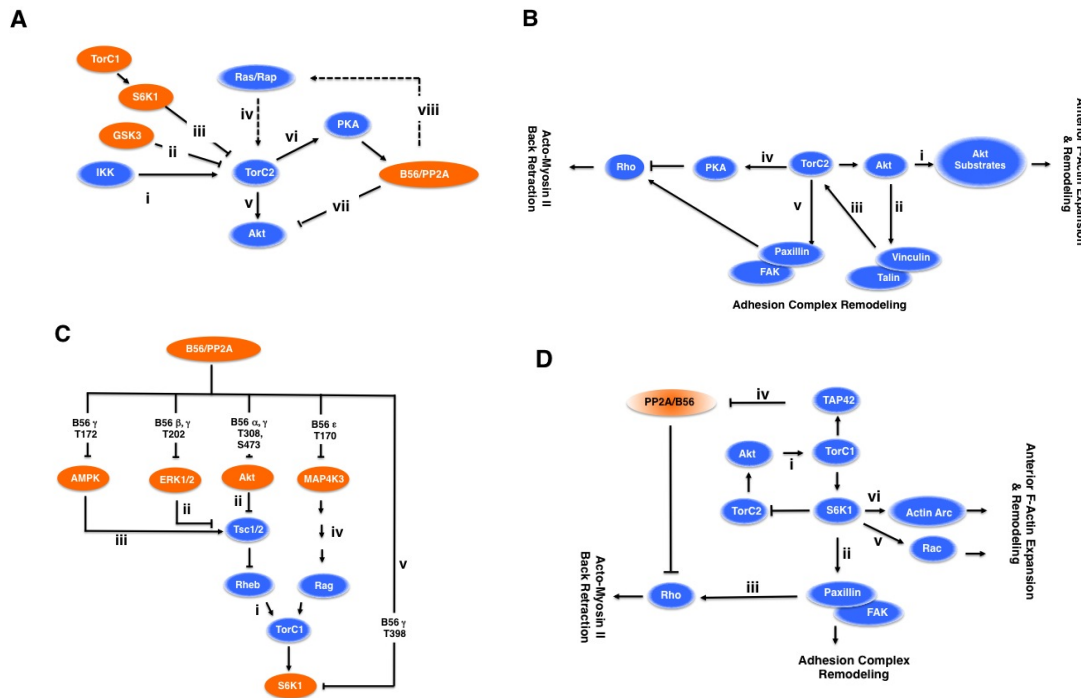 A
TorC1
S6K1
GSK3
IKK
Ras/Rap
iii
ii
i
iv
viii
vi
PKA
TorC2
B56/PP2A
v
vii
Akt
B
Acto-Myosin II
Back Retraction
Rho
PKA
iv
TorC2
Akt
i
Akt
Substrates
Anterior F-Actin Expansion
& Remodeling
v
iii
ii
Paxillin
FAK
Vinculin
Talin
Adhesion Complex Remodeling
C
B56/PP2A
B56 γ
T172
B56 β, γ
T202
B56 α, γ
T308,
S473
B56 ε
T170
AMPK
ERK1/2
Akt
MAP4K3
ii
ii
iii
Tsc1/2
iv
v
Rheb
Rag
i
TorC1
B56 γ
T398
S6K1
D
PP2A/B56
iv
TAP42
Akt
i
TorC1
TorC2
S6K1
vi
Actin Arc
v
Rac
Anterior F-Actin Expansion
& Remodeling
ii
Acto-Myosin II
Back Retraction
Rho
iii
Paxillin
FAK
Adhesion Complex
Remodeling